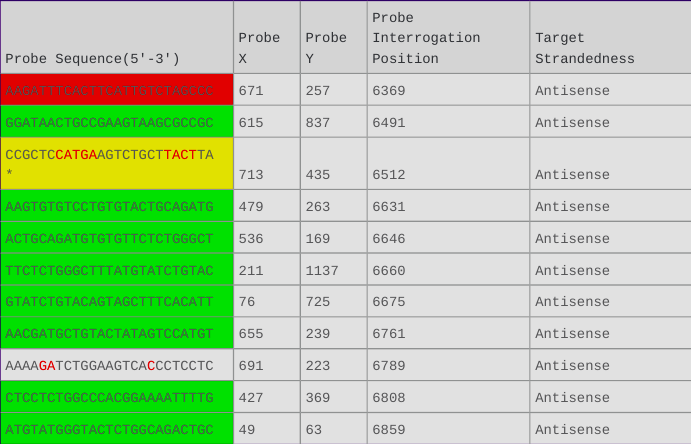 Probe
Probe Probe Interrogation Target
Probe Sequence(5'-3') X Y Position Strandedness
671 257 6369 Antisense
GGATAACTGCCGAAGTAAGCGCCGC 615 837 6491 Antisense
CCGCTCCATGAAGTCTGCTTACTTA
* 713 435 6512 Antisense
AAGTGTGTCCTGTGTACTGCAGATG 479 263 6631 Antisense
ACTGCAGATGTGTGTTCTCTGGGCT 536 169 6646 Antisense
TTCTCTGGGCTTTATGTATCTGTAC 211 1137 6660 Antisense
GTATCTGTACAGTAGCTTTCACATT 76 725 6675 Antisense
AACGATGCTGTACTATAGTCCATGT 655 239 6761 Antisense
AAAAGATCTGGAAGTCACCCTCCTC 691 223 6789 Antisense
CTCCTCTGGCCCACGGAAAATTTTG 427 369 6808 Antisense
ATGTATGGGTACTCTGGCAGACTGC 49 63 6859 Antisense